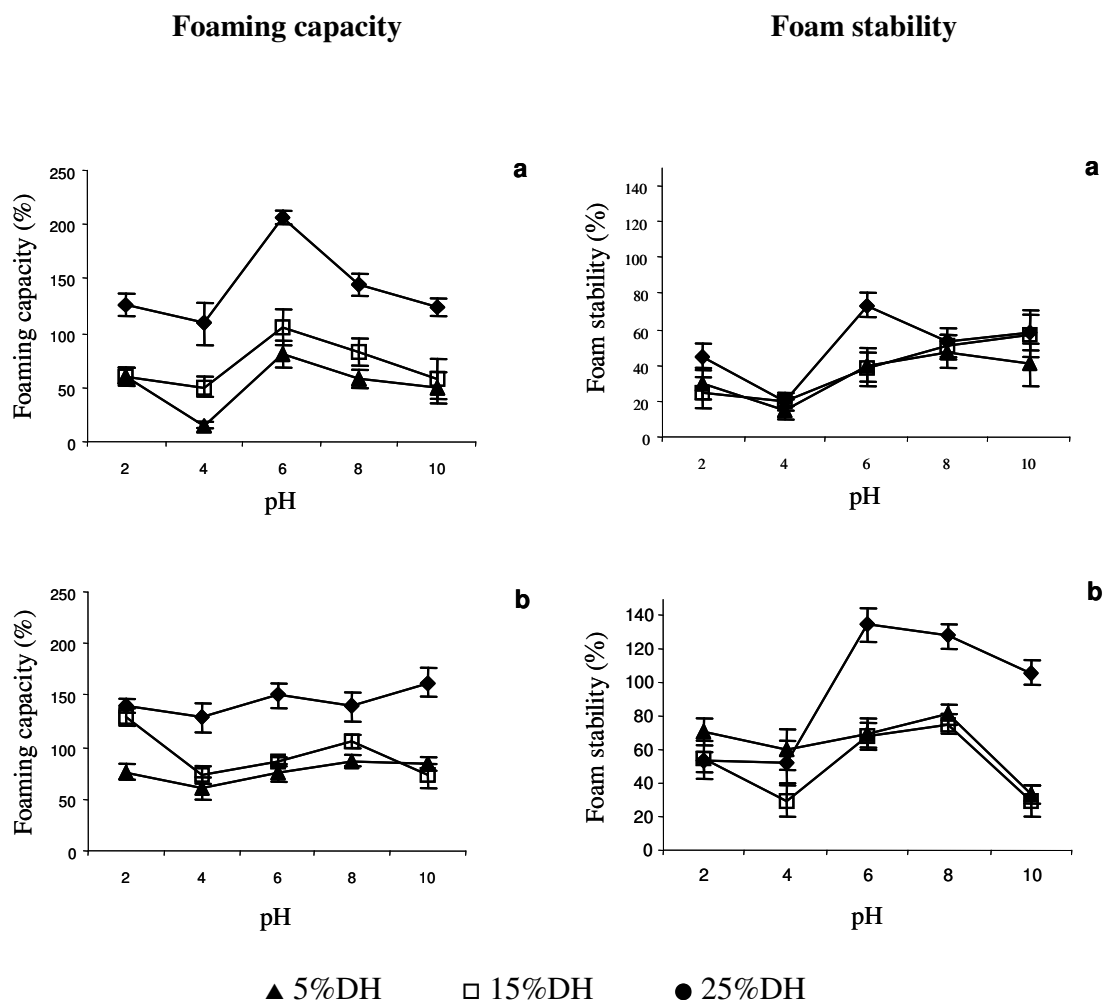 Foaming capacity
Foam stability
a
250
200
150
100
50
0
Foaming capacity (%)
2 4 6 8 10
pH
a
140
120
100
80
60
40
20
0
Foam stability (%)
2 4 6 8 10
pH
b
250
200
150
100
50
0
Foaming capacity (%)
2 4 6 8 10
pH
b
140
120
100
80
60
40
20
0
Foam stability (%)
2 4 6 8 10
pH
5%DH 15%DH 25%DH